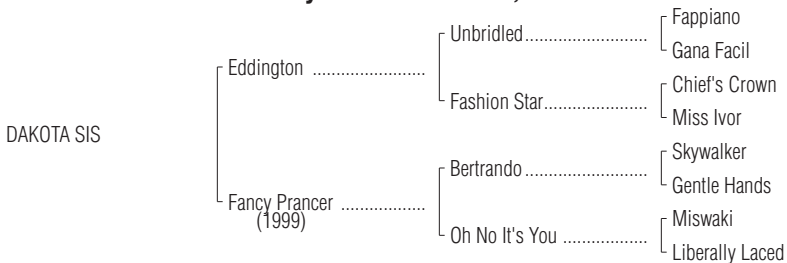 Fappiano
Unbridled
Gana Facil
Eddington
Chief's Crown
Fashion Star
Miss Ivor
DAKOTA SIS
Skywalker
Bertrando
Gentle Hands
Fancy Prancer
(1999)
Miswaki
Oh No It's You
Liberally Laced